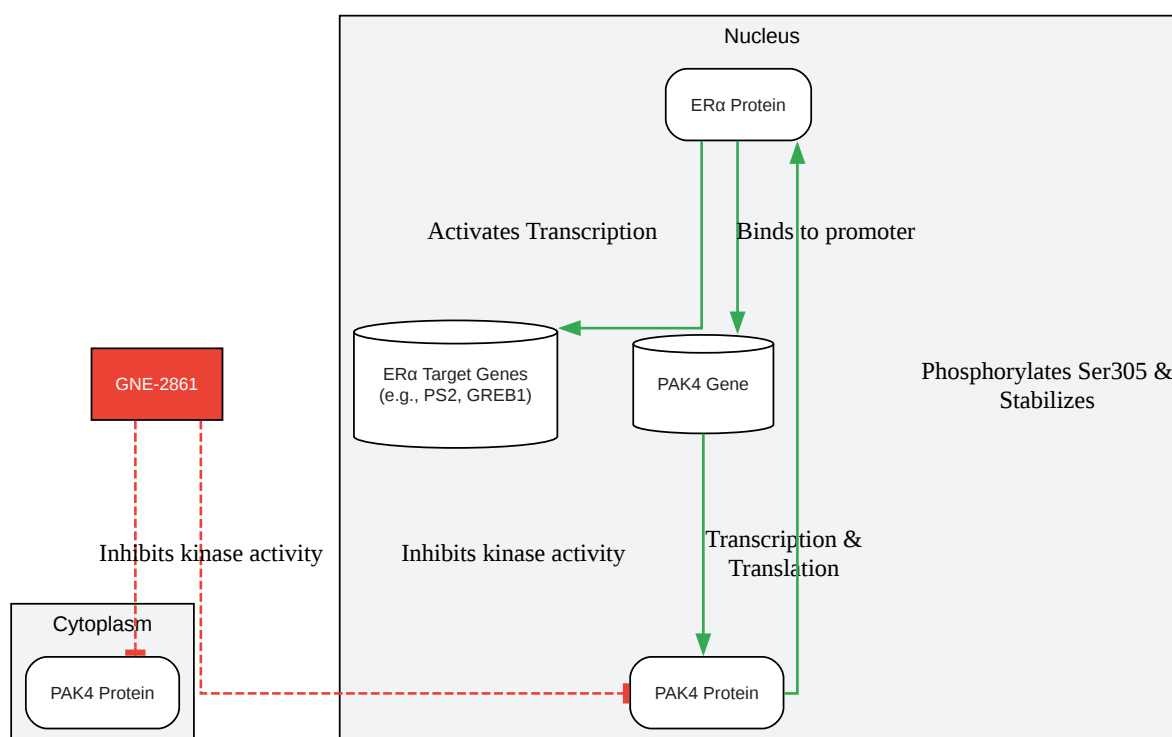 Nucleus
ERα Protein
Activates Transcription
Binds to promoter
GNE-2861
ERα Target Genes
(e.g., PS2, GREB1)
PAK4 Gene
Phosphorylates Ser305 &
Stabilizes
Inhibits kinase activity
Inhibits kinase activity
Transcription &
Translation
Cytoplasm
PAK4 Protein
PAK4 Protein